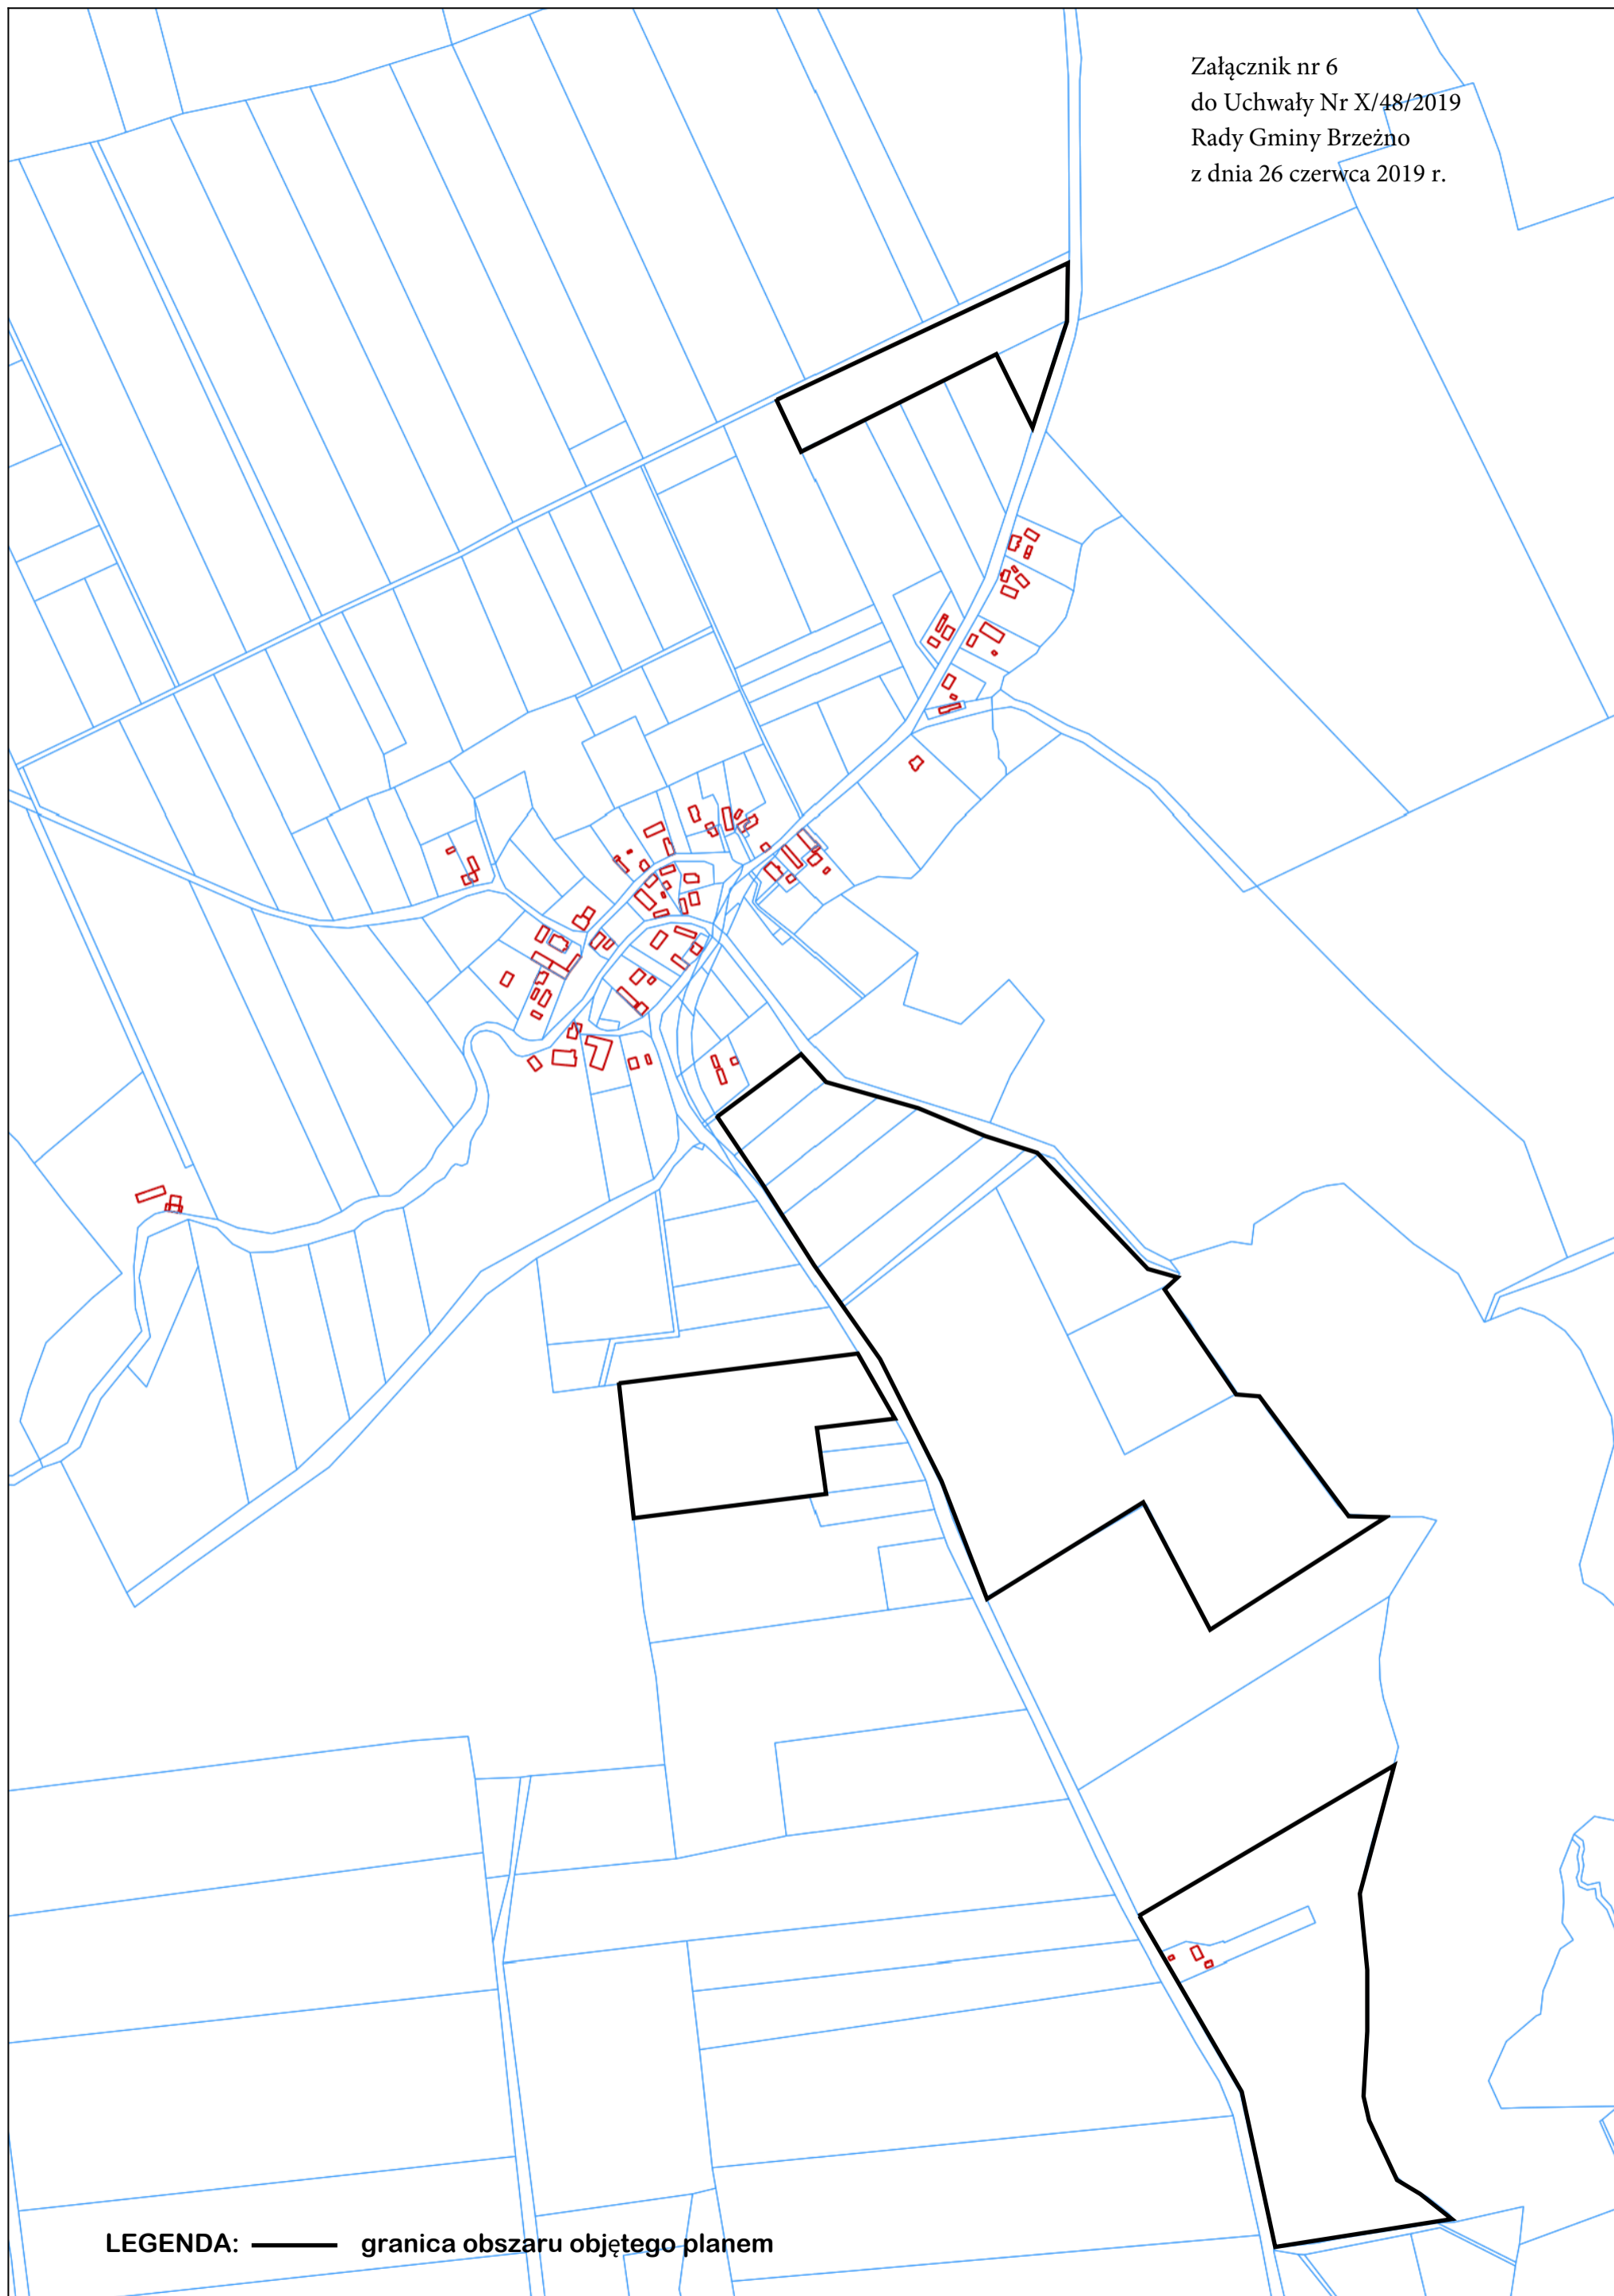 Załącznik nr 6
do Uchwały Nr X/48/2019
Rady Gminy Brzeżno
z dnia 26 czerwca 2019 r.
LEGENDA: granica obszaru objętego planem